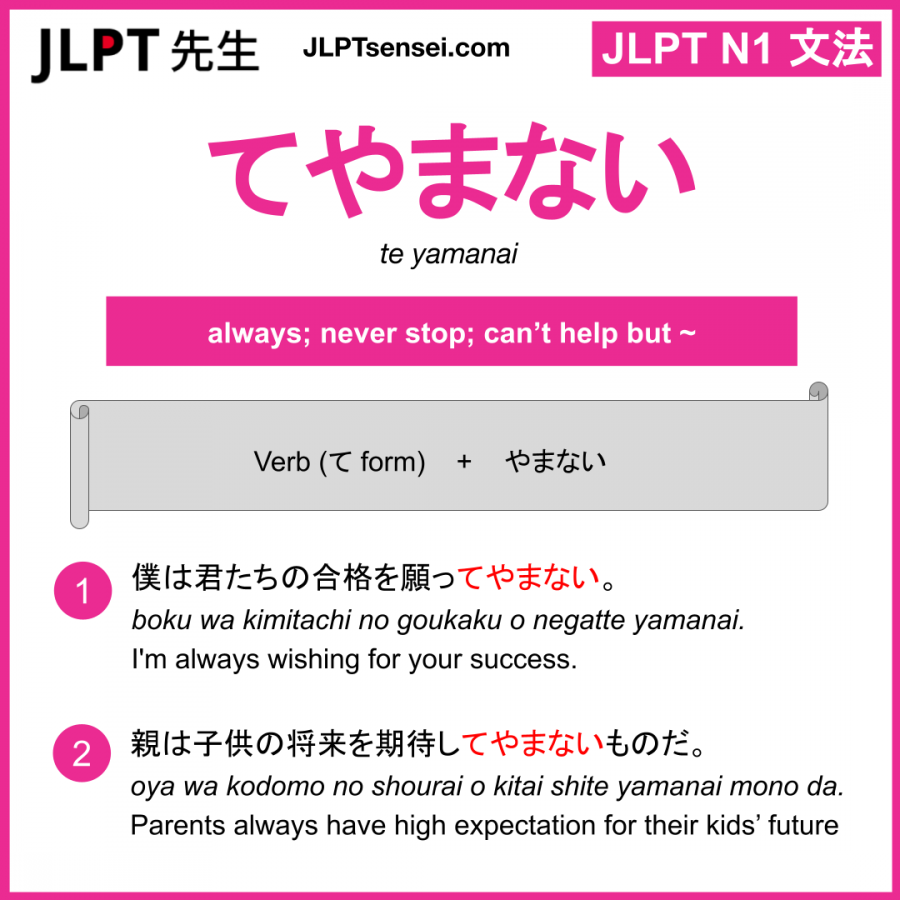 JLPT 先生
JLPTsensei.com
JLPT N1 文法
てやまない
te yamanai
always; never stop; can’t help but ~
Verb (て form) + やまない
1
僕は君たちの合格を願ってやまない。
boku wa kimitachi no goukaku o negatte yamanai.
I'm always wishing for your success.
2
親は子供の将来を期待してやまないものだ。
oya wa kodomo no shourai o kitai shite yamanai mono da.
Parents always have high expectation for their kids’ future